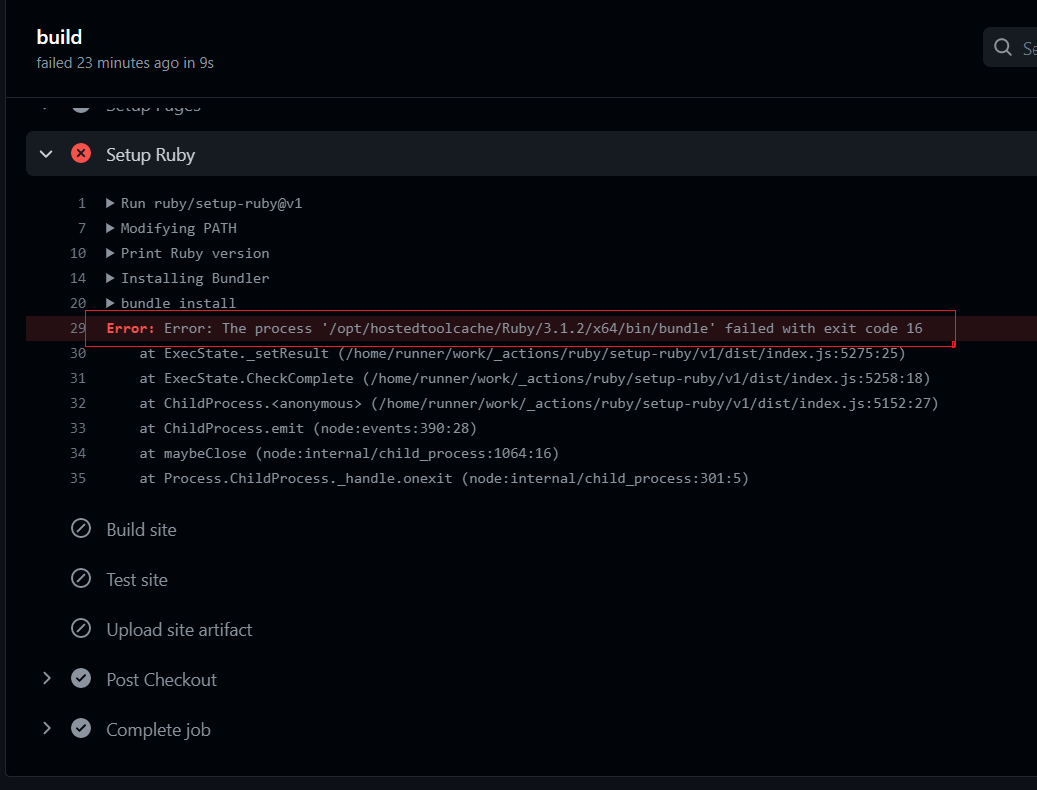 build
failed 23 minutes ago in 9s
Se
Setup Pages
Setup Ruby
1 Run ruby/setup-ruby@v1
7 Modifying PATH
10 Print Ruby version
14 Installing Bundler
20 bundle install
29 Error: Error: The process '/opt/hostedtoolcache/Ruby/3.1.2/x64/bin/bundle' failed with exit code 16
30 at ExecState._setResult (/home/runner/work/_actions/ruby/setup-ruby/v1/dist/index.js:5275:25)
31 at ExecState.CheckComplete (/home/runner/work/_actions/ruby/setup-ruby/v1/dist/index.js:5258:18)
32 at ChildProcess.<anonymous> (/home/runner/work/_actions/ruby/setup-ruby/v1/dist/index.js:5152:27)
33 at ChildProcess.emit (node:events:390:28)
34 at maybeClose (node:internal/child_process:1064:16)
35 at Process.ChildProcess._handle.onexit (node:internal/child_process:301:5)
Build site
Test site
Upload site artifact
Post Checkout
Complete job